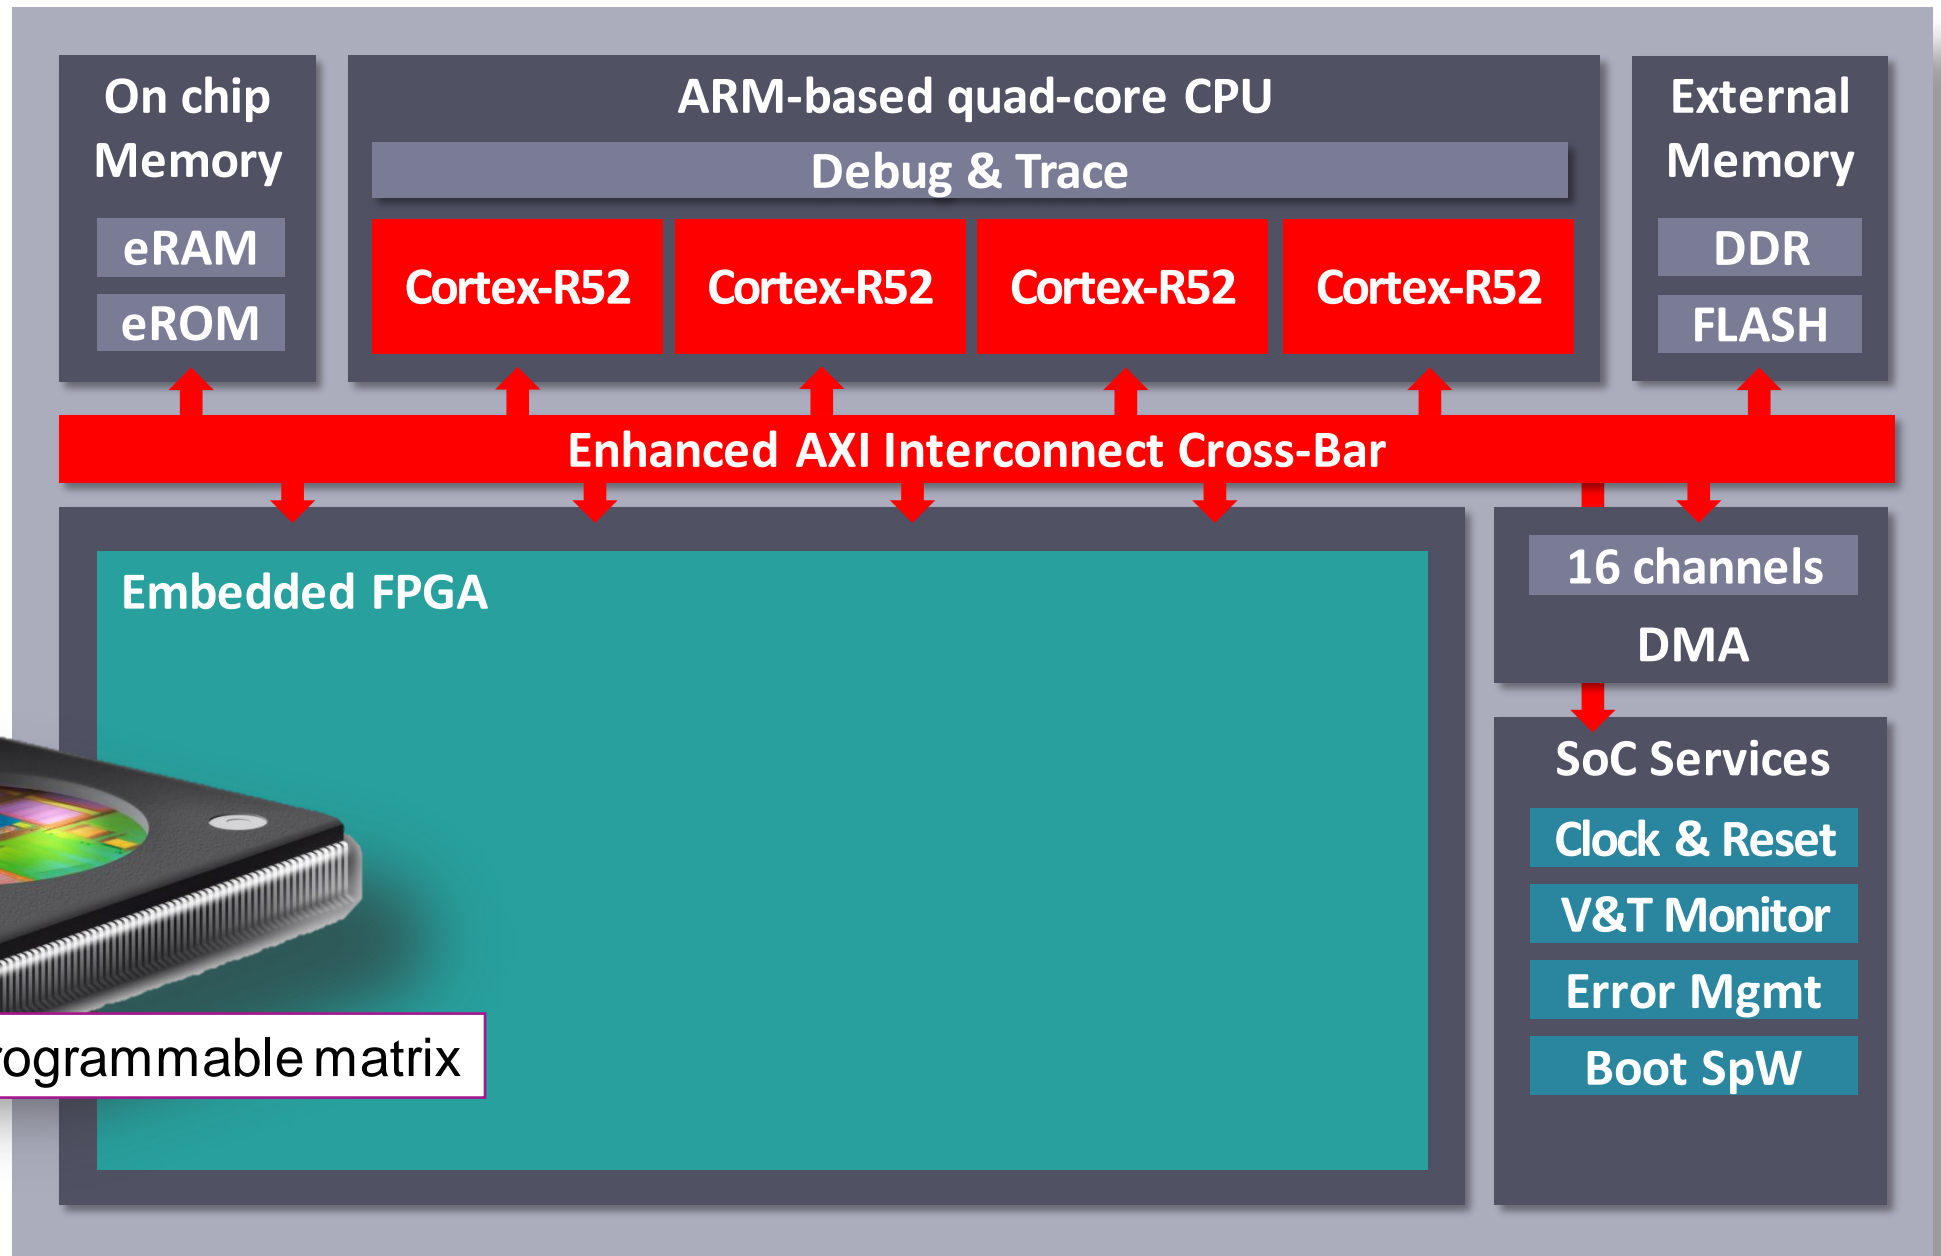 On chip
Memory
eRAM
eROM
ARM-based quad-core CPU
Debug & Trace
Cortex-R52
Cortex-R52
Cortex-R52
Cortex-R52
External
Memory
DDR
FLASH
Enhanced AXI Interconnect Cross-Bar
Embedded FPGA
16 channels
DMA
SoC Services
Clock & Reset
V&T Monitor
Error Mgmt
Boot SpW
rogrammable matrix